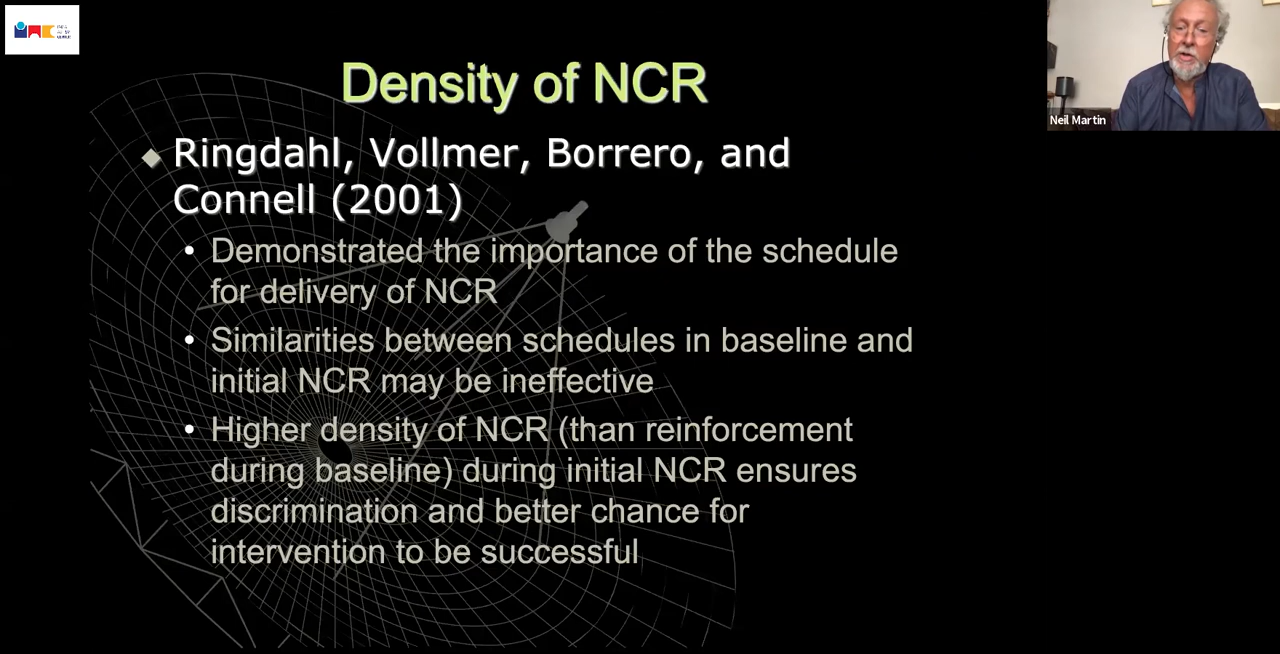 Density of NCR
Ringdahl, Vollmer, Borrero, and
Connell (2001)
Demonstrated the importance of the schedule
for delivery of NCR
Similarities between schedules in baseline and
initial NCR may be ineffective
Higher density of NCR (than reinforcement
during baseline) during initial NCR ensures
discrimination and better chance for
intervention to be successful
Neil Martin